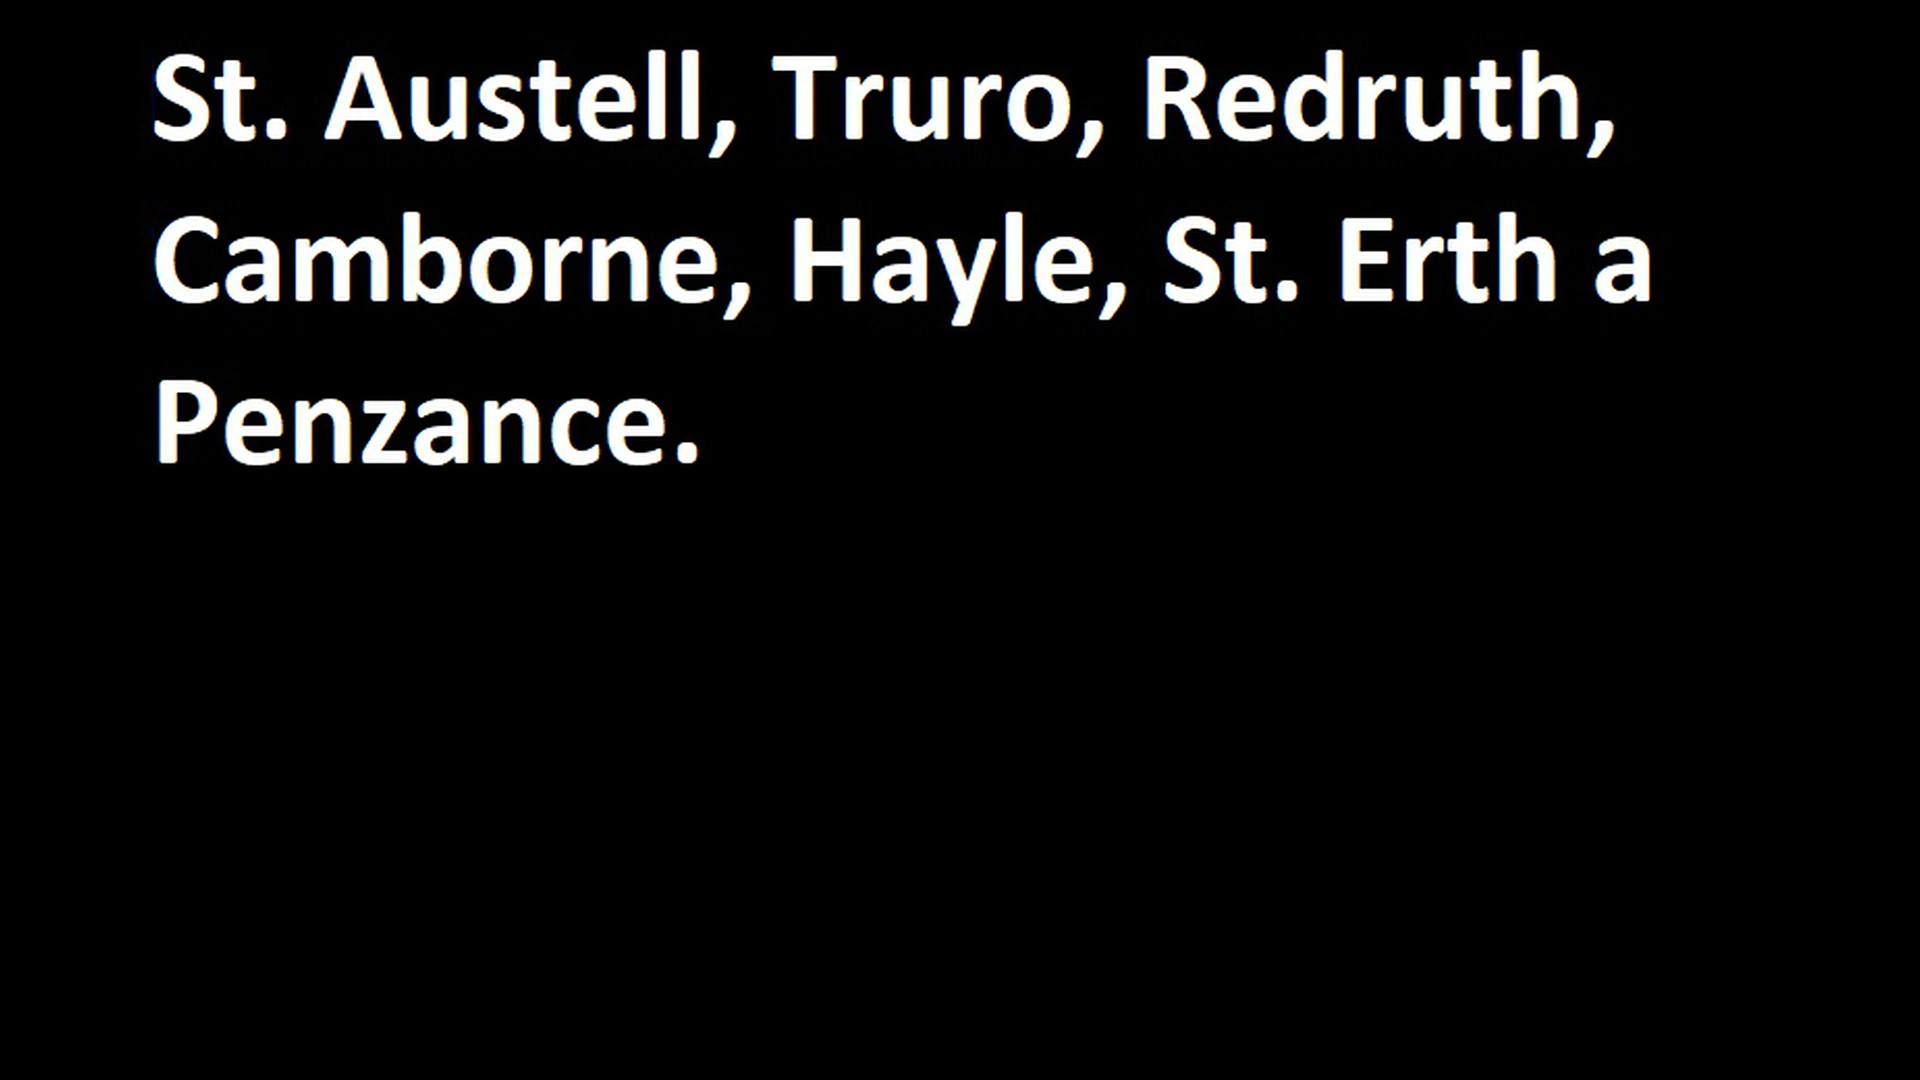 St. Austell, Truro, Redruth,
Camborne, Hayle, St. Erth a
Penzance.